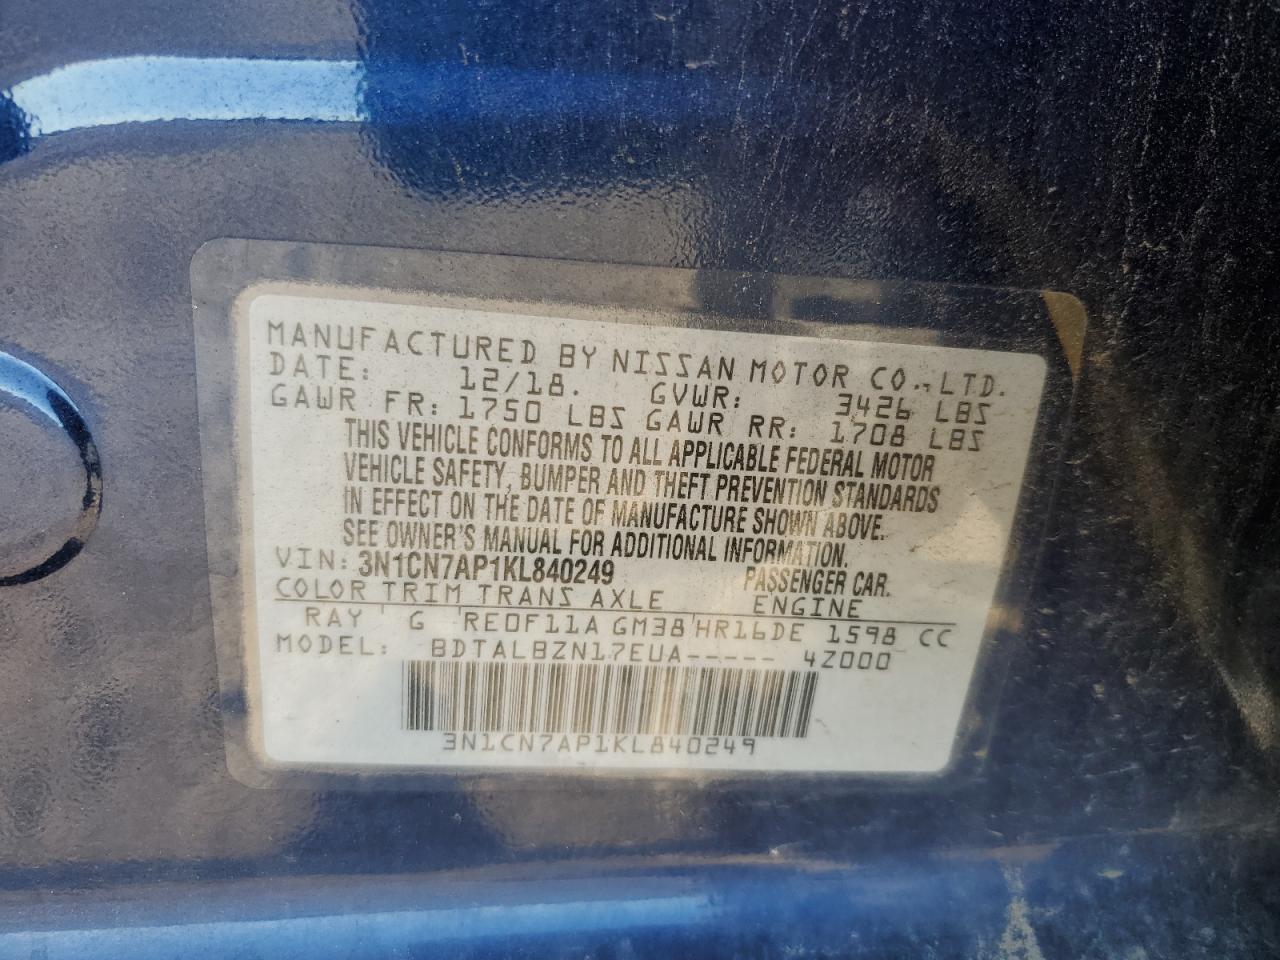 MANUFACTURED BY NISSAN MOTOR CO., LTD.
DATE: 12/18. GVWR: 3426 LBS
GAWR FR: 1750 LBS GAWR RR: 1708 LBS
THIS VEHICLE CONFORMS TO ALL APPLICABLE FEDERAL MOTOR
VEHICLE SAFETY, BUMPER AND THEFT PREVENTION STANDARDS
IN EFFECT ON THE DATE OF MANUFACTURE SHOWN ABOVE.
SEE OWNER'S MANUAL FOR ADDITIONAL INFORMATION.
VIN: 3N1CN7AP1KL840249 PASSENGER CAR.
COLOR TRIM TRANS AXLE ENGINE
RAY G RE0F11A GM38 HR16DE 1598 CC
MODEL: BDTALBZN17EUA----- 4Z000
3N1CN7AP1KL840249